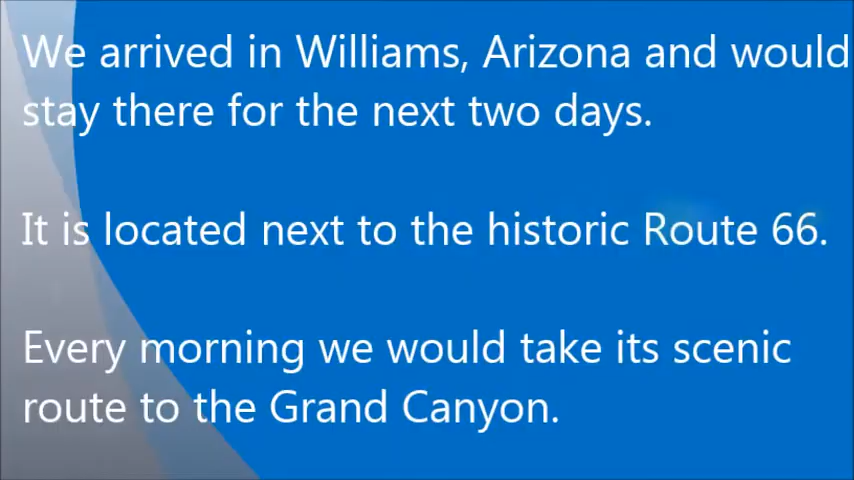 We arrived in Williams, Arizona and would
stay there for the next two days.
It is located next to the historic Route 66.
Every morning we would take its scenic
route to the Grand Canyon.